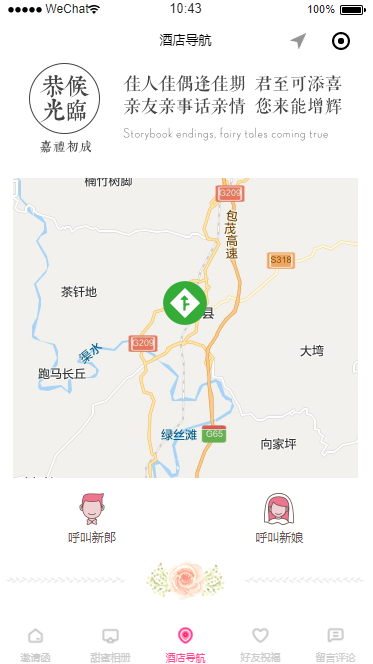 WeChat 10:43 100%
酒店导航
恭候
光臨
嘉禮初成
佳人佳偶逢佳期 君至可添喜
亲友亲事话亲情 您来能增辉
Storybook endings, fairy tales coming true
楠竹树脚
G209
包茂高速
S318
茶钎地
县
G209
渠水
大塆
跑马长丘
绿丝滩
G65
向家坪
呼叫新郎 呼叫新娘
邀请函 甜蜜相册 酒店导航 好友祝福 留言评论